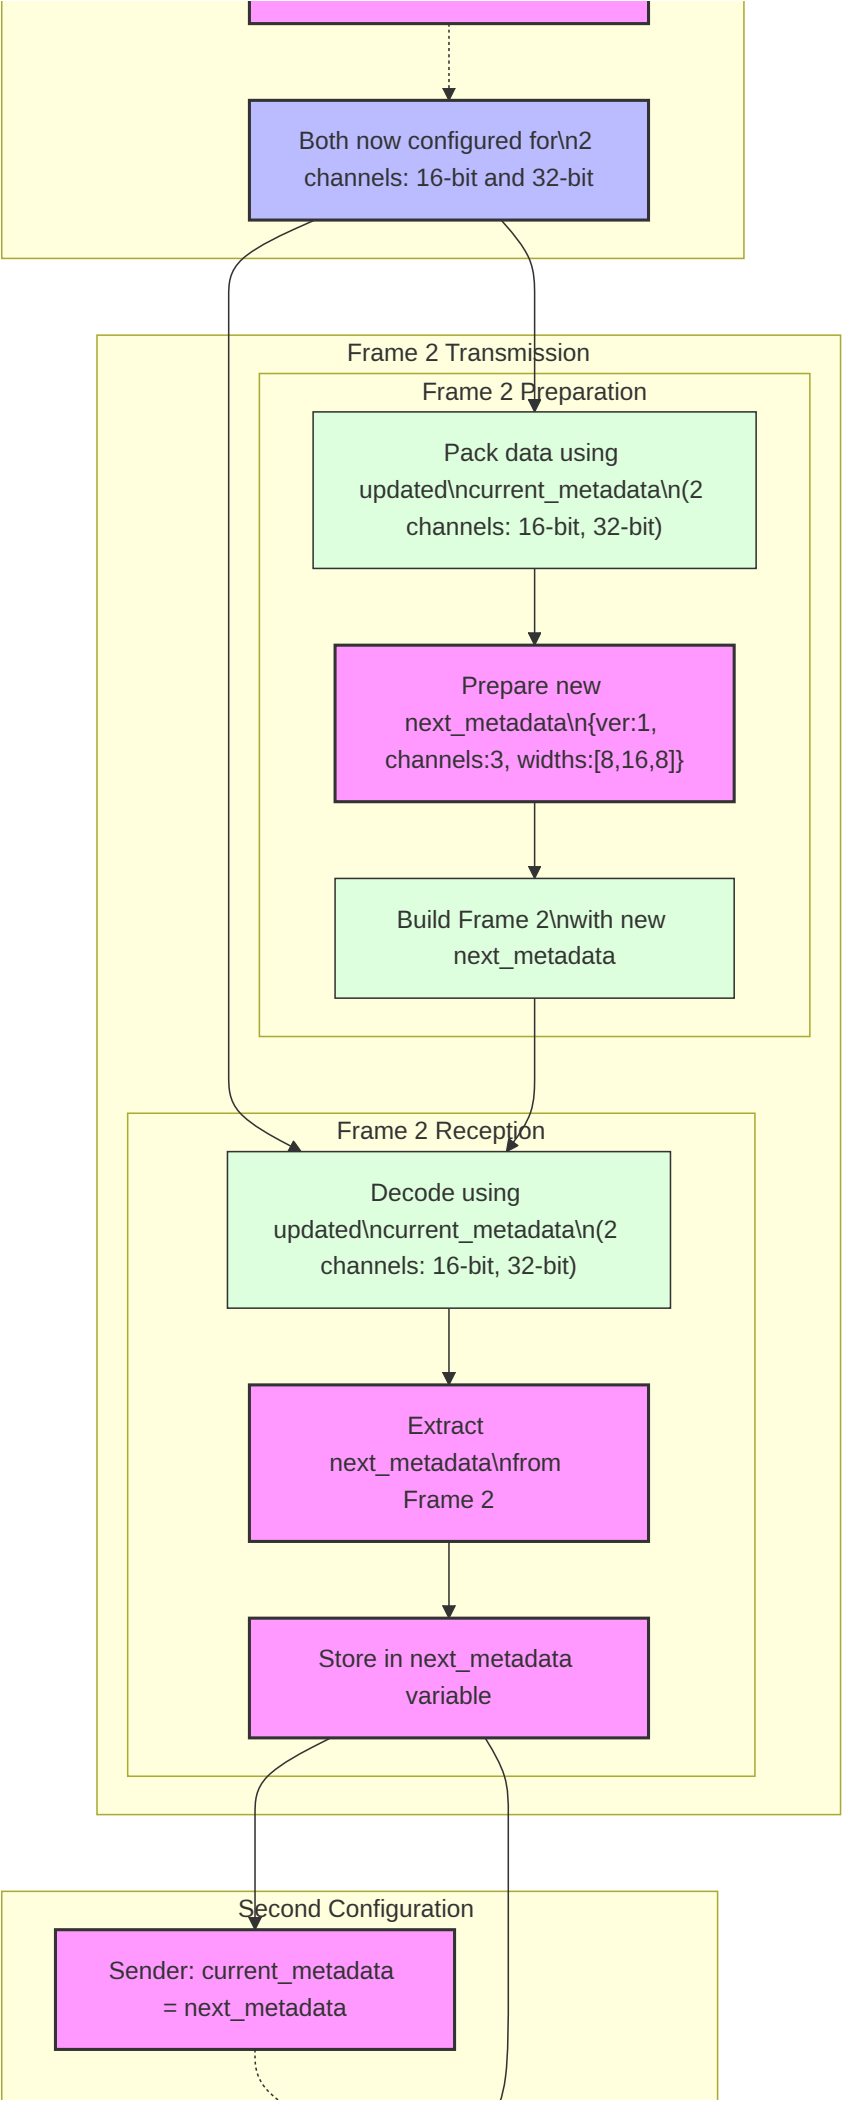 Both now configured for\n2
channels: 16-bit and 32-bit
Frame 2 Transmission
Frame 2 Preparation
Pack data using
updated\ncurrent_metadata\n(2
channels: 16-bit, 32-bit)
Prepare new
next_metadata\n{ver:1,
channels:3, widths:[8,16,8]}
Build Frame 2\nwith new
next_metadata
Frame 2 Reception
Decode using
updated\ncurrent_metadata\n(2
channels: 16-bit, 32-bit)
Extract
next_metadata\nfrom
Frame 2
Store in next_metadata
variable
Second Configuration
Sender: current_metadata
= next_metadata